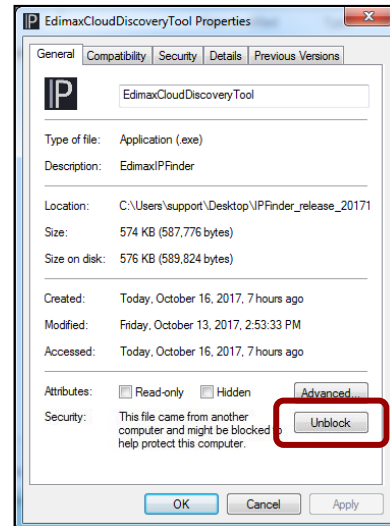 EdimaxCloudDiscoveryTool Properties
General Compatibility Security Details Previous Versions
IP EdimaxCloudDiscoveryTool
Type of file: Application (.exe)
Description: EdimaxIPFinder
Location: C:\Users\support\Desktop\IPFinder_release_20171
Size: 574 KB (587,776 bytes)
Size on disk: 576 KB (589,824 bytes)
Created: Today, October 16, 2017, 7 hours ago
Modified: Friday, October 13, 2017, 2:53:33 PM
Accessed: Today, October 16, 2017, 7 hours ago
Attributes: Read-only Hidden Advanced...
Security: This file came from another
computer and might be blocked to
help protect this computer.
Unblock
OK Cancel Apply